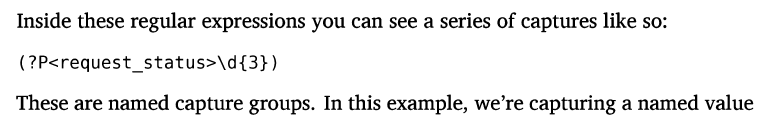 Inside these regular expressions you can see a series of captures like so:
(?P<request_status>\d{3})
These are named capture groups. In this example, we’re capturing a named value